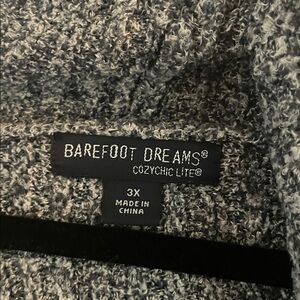 BAREFOOT DREAMS®
COZYCHIC LITE®
3X
MADE IN
CHINA